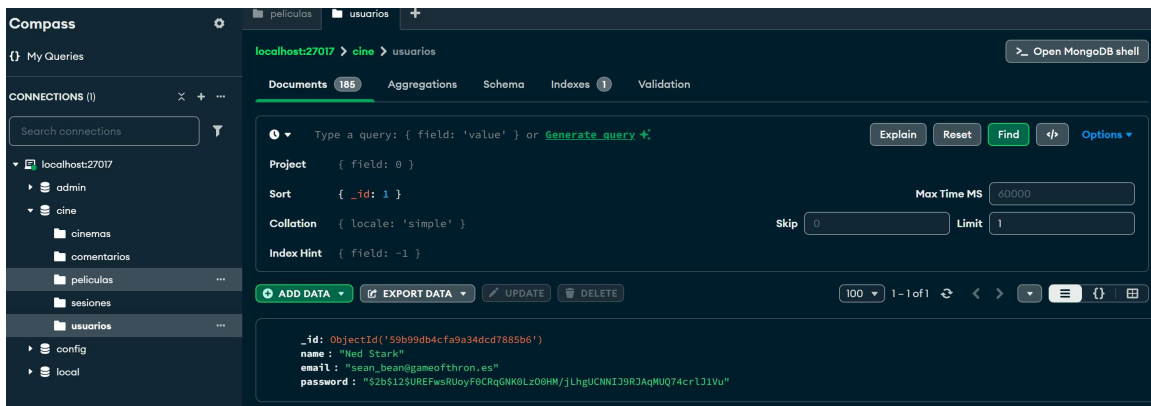 Compass
{} My Queries
CONNECTIONS (1)
Search connections
localhost:27017
admin
cine
cinemas
comentarios
peliculas
sesiones
usuarios
config
local
peliculas
usuarios
localhost:27017 > cine > usuarios
>_ Open MongoDB shell
Documents 185 Aggregations Schema Indexes 1 Validation
Type a query: { field: 'value' } or Generate query
Explain Reset Find </> Options
Project { field: 0 }
Sort { _id: 1 } Max Time MS 60000
Collation { locale: 'simple' } Skip 0 Limit 1
Index Hint { field: -1 }
ADD DATA EXPORT DATA UPDATE DELETE 100 1–1 of 1 {}
_id: ObjectId('59b99db4cfa9a34dcd7885b6')
name : "Ned Stark"
email : "sean_bean@gameofthron.es"
password : "$2b$12$UREFwsRUoyF0CRqGNK0LzO0HM/jLhgUCNNIJ9RJAqMUQ74crlJ1Vu"